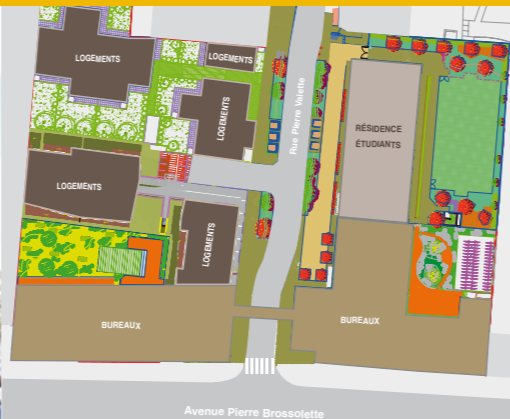 LOGEMENTS
LOGEMENTS
LOGEMENTS
Rue Pierre Valette
RÉSIDENCE
ÉTUDIANTS
LOGEMENTS
LOGEMENTS
BUREAUX
BUREAUX
Avenue Pierre Brossolette